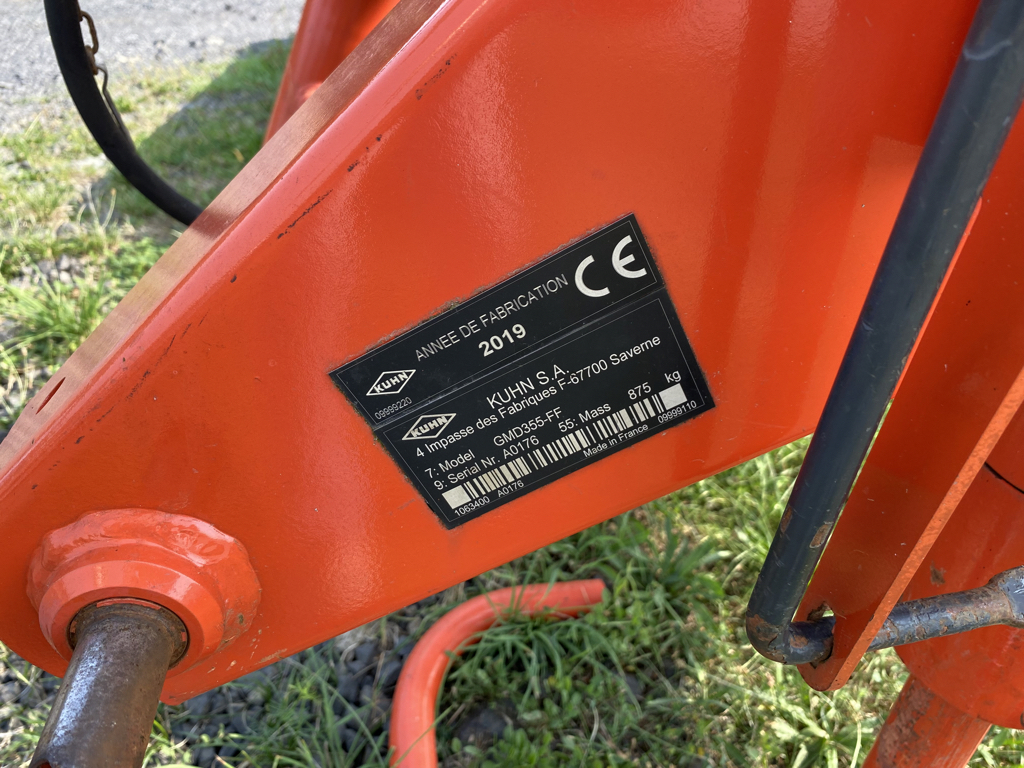 ANNEE DE FABRICATION
2019
CE
KUHN
09999220
KUHN
KUHN S.A.
4 Impasse des Fabriques F-67700 Saverne
7: Model GMD355-FF
9: Serial Nr. A0176 55: Mass 875 kg
1063400 A0176 Made in France 09999110